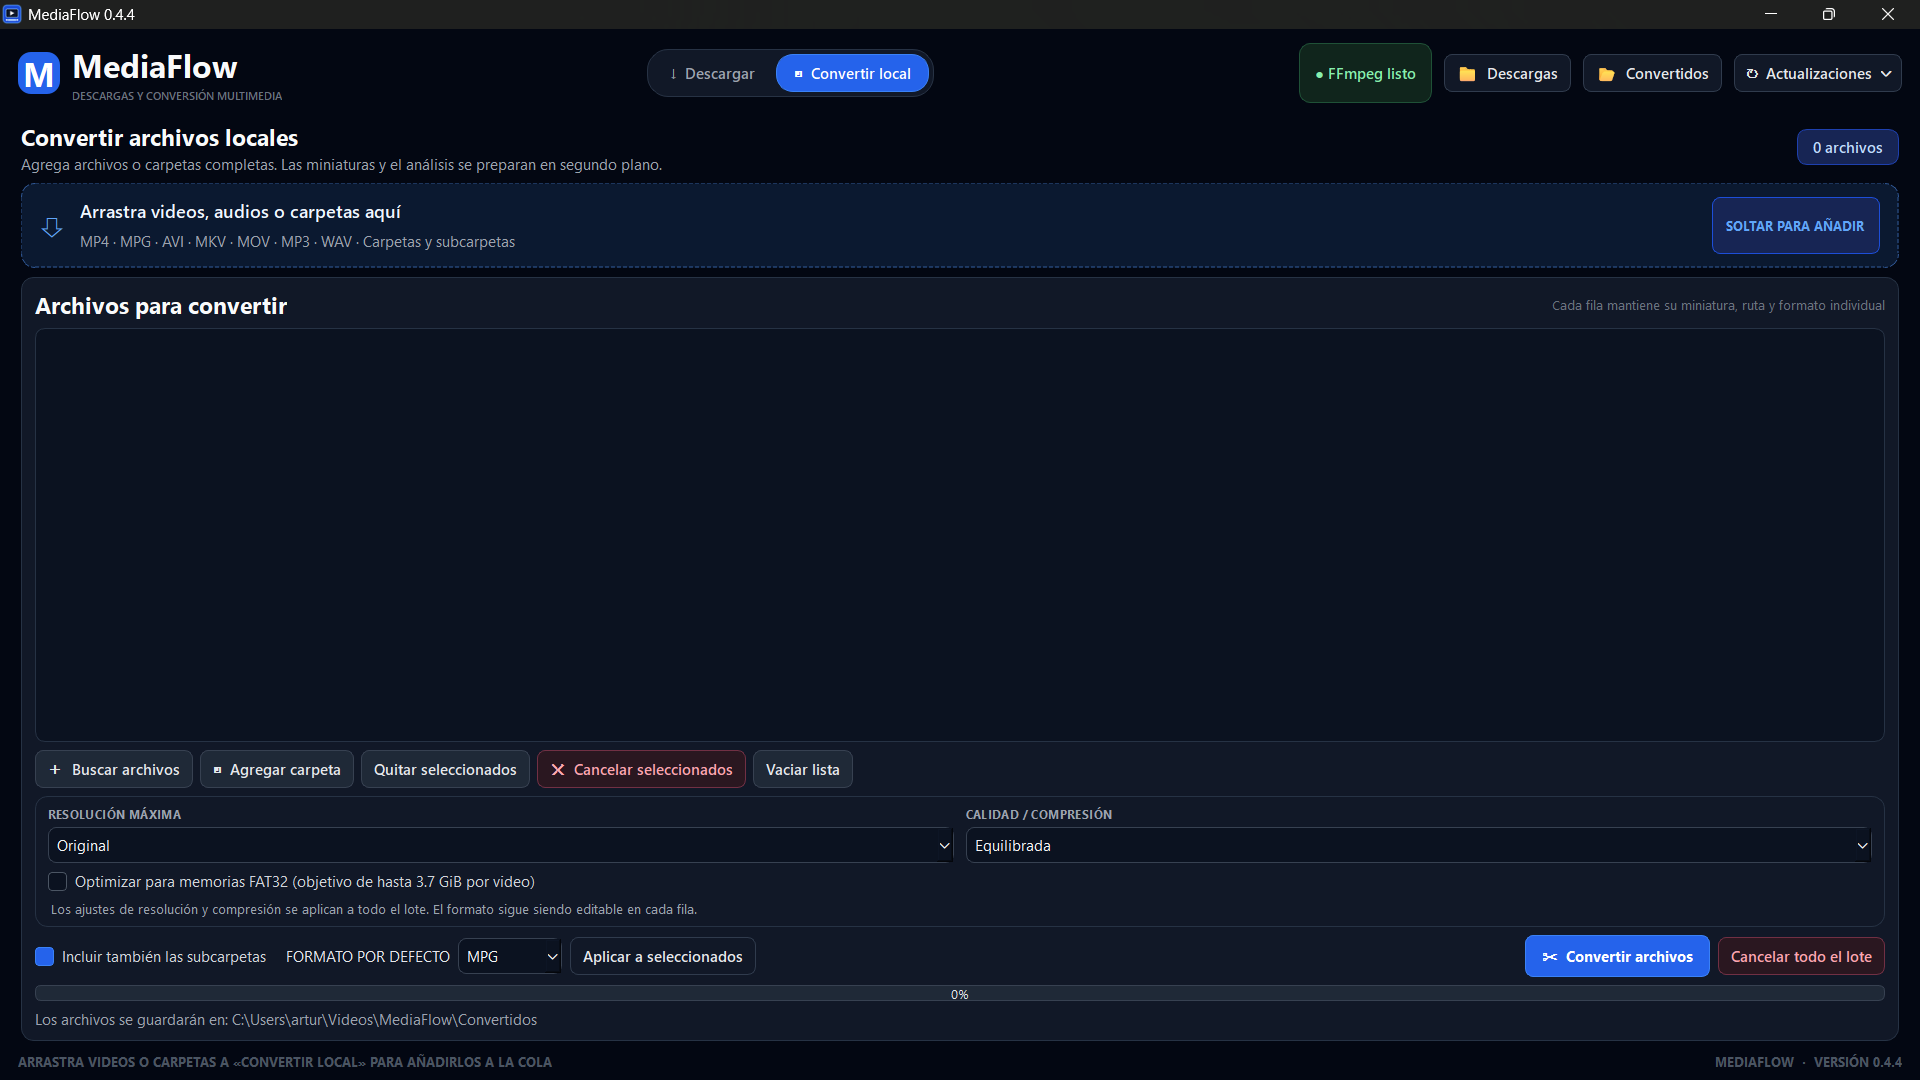 MediaFlow 0.4.4
M MediaFlow
DESCARGAS Y CONVERSIÓN MULTIMEDIA
↓ Descargar
Convertir local
● FFmpeg listo
Descargas
Convertidos
↻ Actualizaciones
Convertir archivos locales
Agrega archivos o carpetas completas. Las miniaturas y el análisis se preparan en segundo plano.
0 archivos
Arrastra videos, audios o carpetas aquí
MP4 · MPG · AVI · MKV · MOV · MP3 · WAV · Carpetas y subcarpetas
SOLTAR PARA AÑADIR
Archivos para convertir
Cada fila mantiene su miniatura, ruta y formato individual
+ Buscar archivos
Agregar carpeta
Quitar seleccionados
✕ Cancelar seleccionados
Vaciar lista
RESOLUCIÓN MÁXIMA
Original
CALIDAD / COMPRESIÓN
Equilibrada
Optimizar para memorias FAT32 (objetivo de hasta 3.7 GiB por video)
Los ajustes de resolución y compresión se aplican a todo el lote. El formato sigue siendo editable en cada fila.
Incluir también las subcarpetas
FORMATO POR DEFECTO
MPG
Aplicar a seleccionados
✂ Convertir archivos
Cancelar todo el lote
0%
Los archivos se guardarán en: C:\Users\artur\Videos\MediaFlow\Convertidos
ARRASTRA VIDEOS O CARPETAS A «CONVERTIR LOCAL» PARA AÑADIRLOS A LA COLA
MEDIAFLOW · VERSIÓN 0.4.4